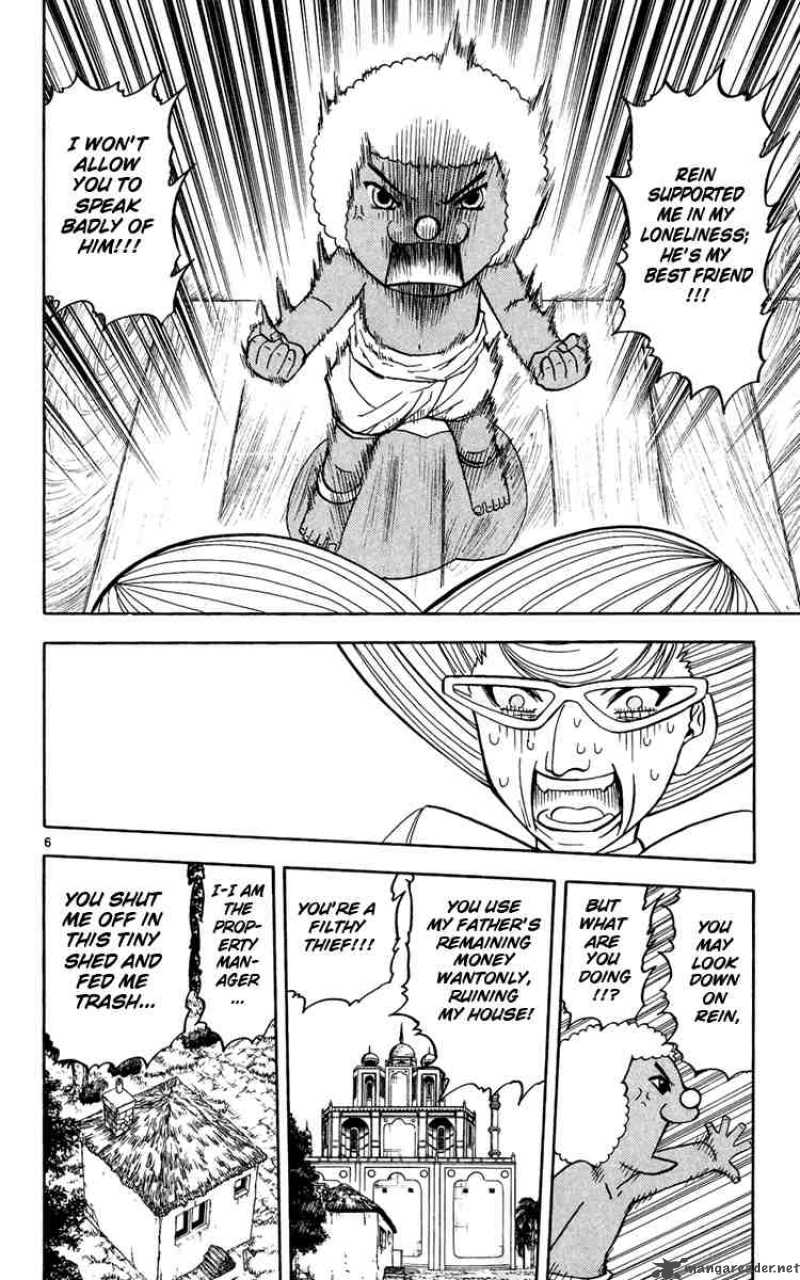 REIN
SUPPORTED
ME IN MY
LONELINESS;
HE'S MY
BEST FRIEND
!!!
I WON'T
ALLOW
YOU TO
SPEAK
BADLY OF
HIM!!!
6
YOU
MAY
LOOK
DOWN
ON
REIN,
BUT
WHAT
ARE
YOU
DOING
!!?
YOU USE
MY FATHER'S
REMAINING
MONEY
WANTONLY,
RUINING
MY HOUSE!
YOU'RE A
FILTHY
THIEF!!!
I-I AM
THE
PROP-
ERTY
MAN-
AGER
...
YOU SHUT
ME OFF IN
THIS TINY
SHED AND
FED ME
TRASH...
mangareader.net